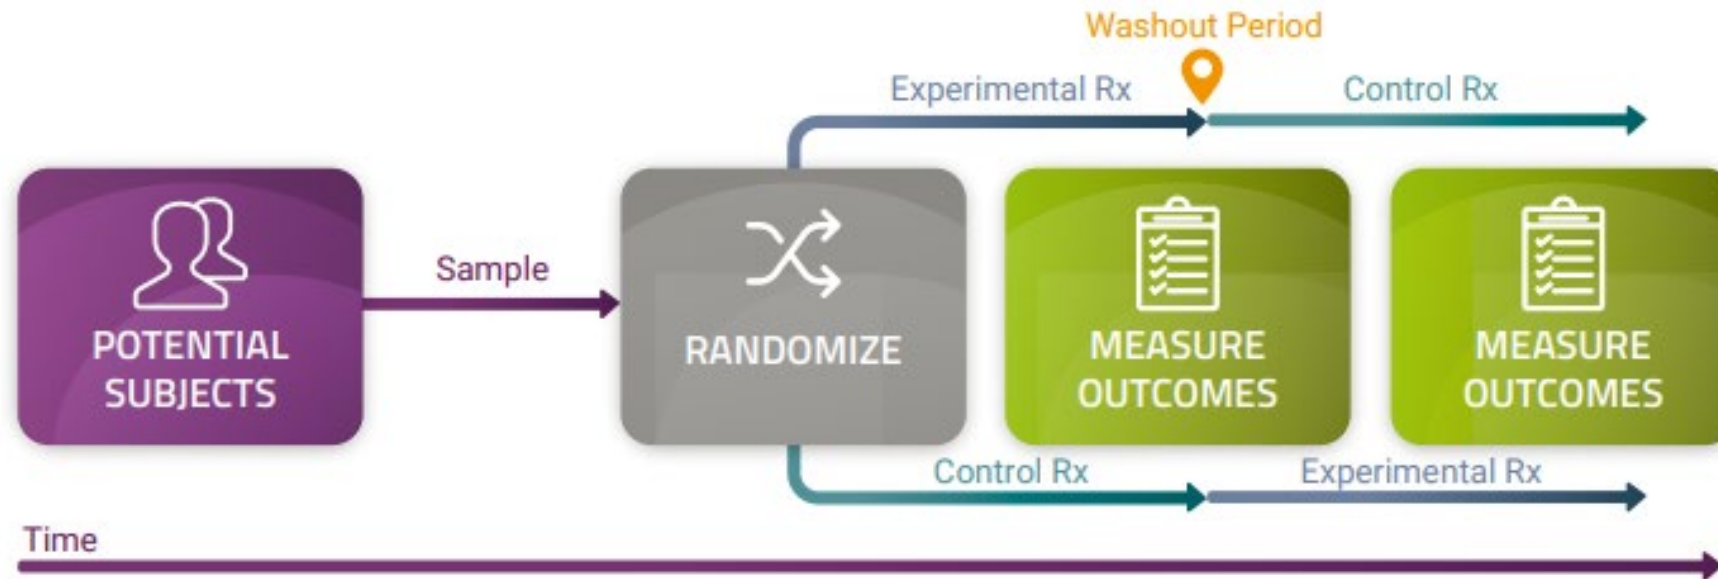 Washout Period
Experimental Rx
Control Rx
POTENTIAL
SUBJECTS
Sample
RANDOMIZE
MEASURE
OUTCOMES
MEASURE
OUTCOMES
Control Rx
Experimental Rx
Time